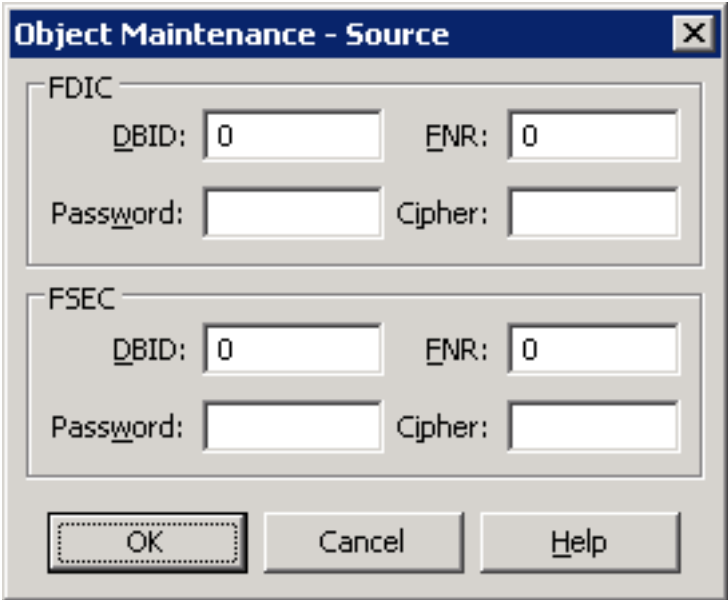 Object Maintenance - Source
FDIC
DBID: 0 FNR: 0
Password: Cipher:
FSEC
DBID: 0 FNR: 0
Password: Cipher:
OK Cancel Help